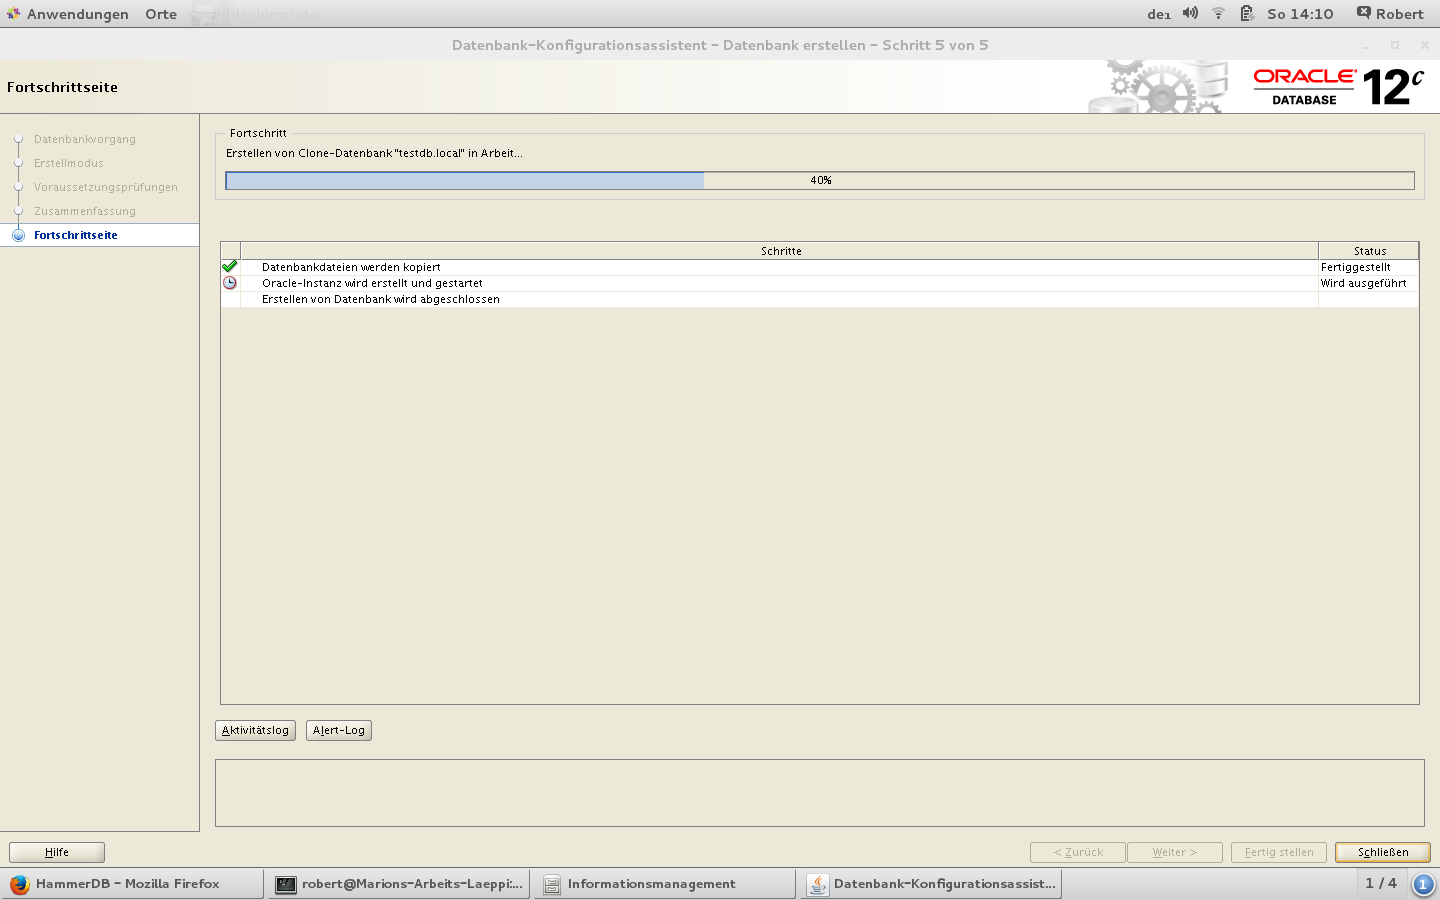 Anwendungen Orte Bildschirmfoto de1 So 14:10 Robert
Datenbank-Konfigurationsassistent - Datenbank erstellen - Schritt 5 von 5
Fortschrittseite
ORACLE®
DATABASE
12c
Datenbankvorgang
Erstellmodus
Voraussetzungsprüfungen
Zusammenfassung
Fortschrittseite
Fortschritt
Erstellen von Clone-Datenbank "testdb.local" in Arbeit...
40%
Schritte Status
Datenbankdateien werden kopiert Fertiggestellt
Oracle-Instanz wird erstellt und gestartet Wird ausgeführt
Erstellen von Datenbank wird abgeschlossen
Aktivitätslog Alert-Log
Hilfe < Zurück Weiter > Fertig stellen Schließen
HammerDB - Mozilla Firefox robert@Marions-Arbeits-Laeppi:... Informationsmanagement Datenbank-Konfigurationsassist... 1 / 4 1